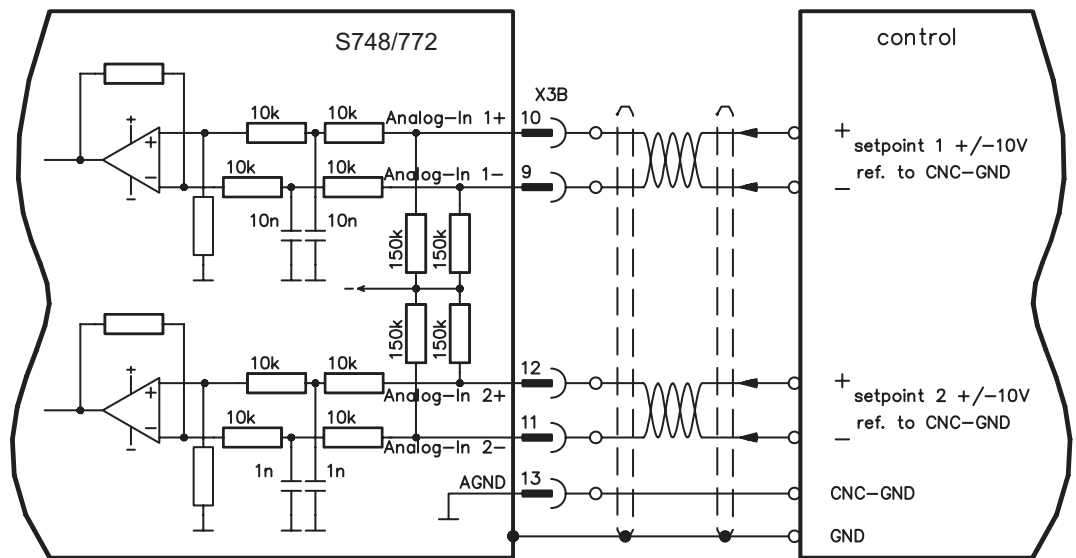 S748/772
control
X3B
10k
10k
Analog-In 1+
10
+
+
setpoint 1 +/-10V
+
-
10k
10k
Analog-In 1-
9
-
ref. to CNC-GND
-
10n
10n
150k
150k
-
150k
150k
10k
10k
12
+
+
Analog-In 2+
setpoint 2 +/-10V
+
-
10k
10k
11
-
ref. to CNC-GND
-
Analog-In 2-
1n
1n
AGND
13
CNC-GND
GND